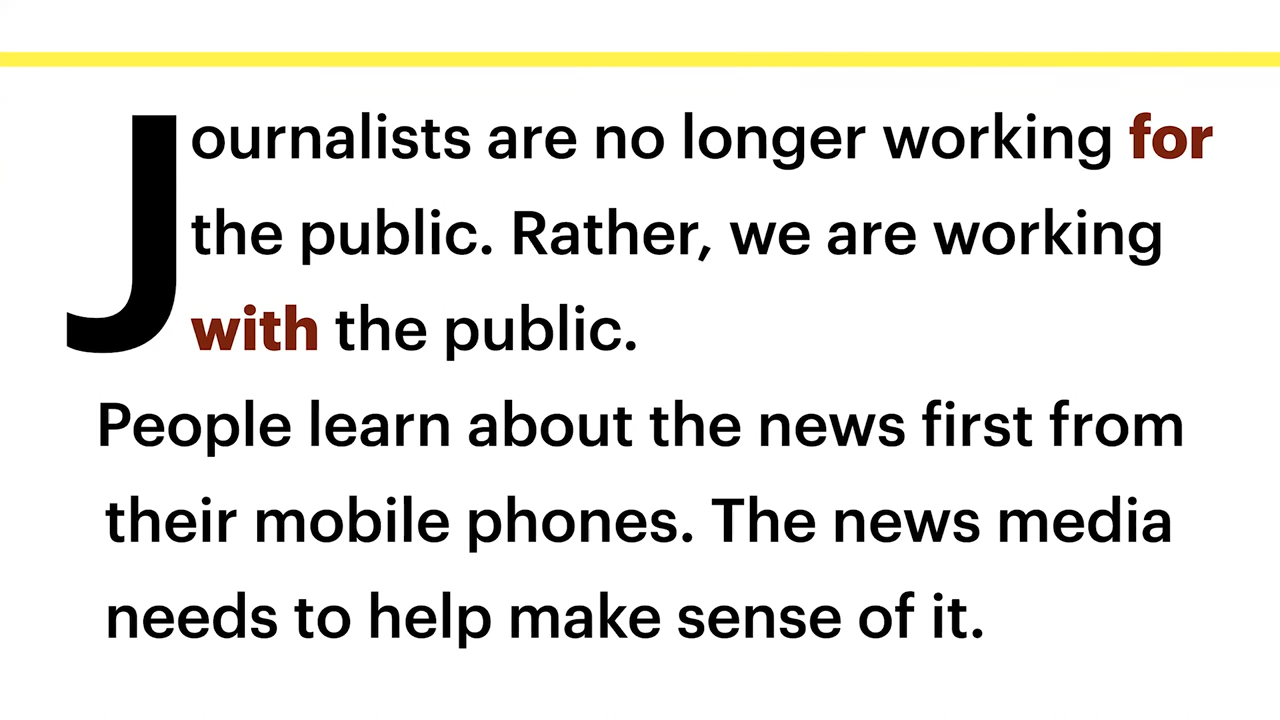 Journalists are no longer working for
the public. Rather, we are working
with the public.
People learn about the news first from
their mobile phones. The news media
needs to help make sense of it.